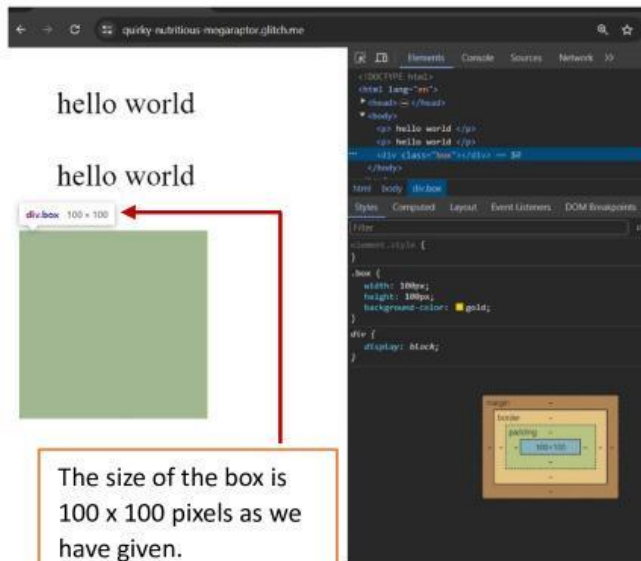 quirky-nutritious-megaraptor.glitch.me
Elements Console Sources Network
<!DOCTYPE html>
<html lang="en">
<head> </head>
<body>
hello world
<p> hello world </p>
<p> hello world </p>
<div class="box"></div> == $0
</body>
hello world
html body div.box
div.box 100 × 100
Styles Computed Layout Event Listeners DOM Breakpoints
Filter
element.style {
}
.box {
width: 100px;
height: 100px;
background-color: gold;
}
div {
display: block;
}
margin -
border -
padding -
- - - 100×100 - - -
-
-
-
The size of the box is
100 x 100 pixels as we
have given.